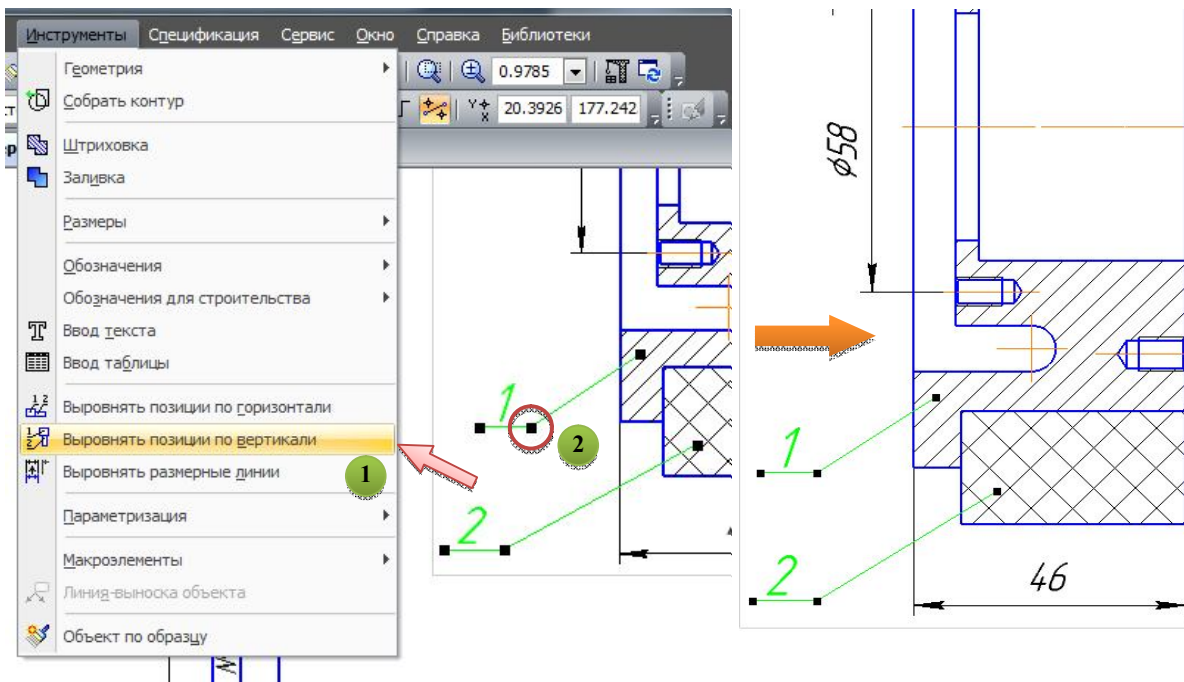 Инструменты Спецификация Сервис Окно Справка Библиотеки
Геометрия
0.9785
Собрать контур
20.3926 177.242
Штриховка
Заливка
Размеры
Обозначения
Обозначения для строительства
Ввод текста
Ввод таблицы
Выровнять позиции по горизонтали
Выровнять позиции по вертикали
Выровнять размерные линии
Параметризация
Макроэлементы
Линия-выноска объекта
Объект по образцу
1
2
1
2
ϕ58
1
2
46